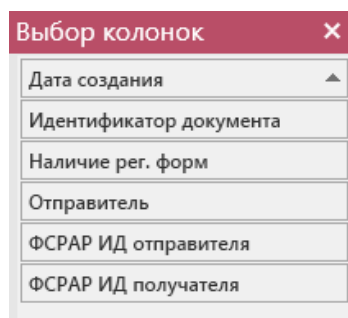 Выбор колонок
Дата создания
Идентификатор документа
Наличие рег. форм
Отправитель
ФСРАР ИД отправителя
ФСРАР ИД получателя